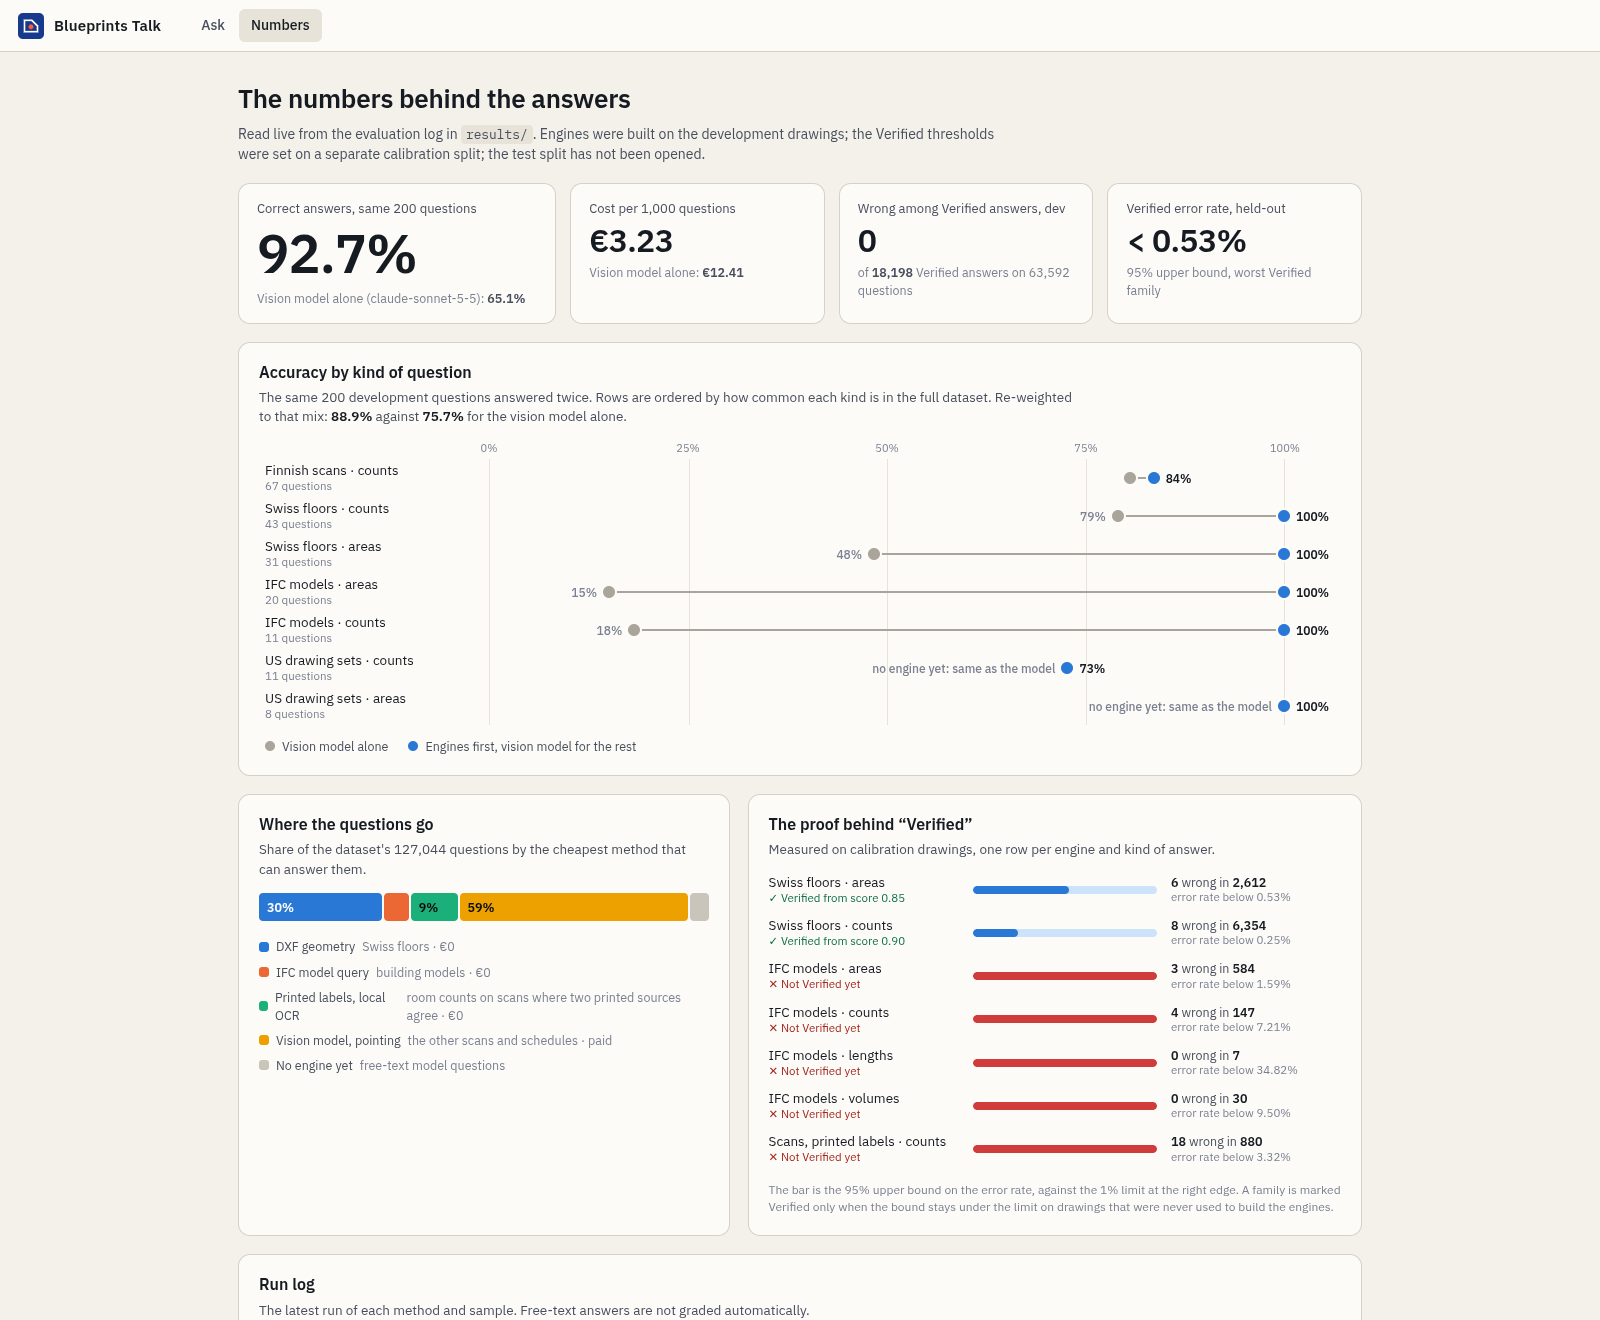 Blueprints Talk
Ask
Numbers
The numbers behind the answers
Read live from the evaluation log in results/ . Engines were built on the development drawings; the Verified thresholds
were set on a separate calibration split; the test split has not been opened.
Correct answers, same 200 questions
92.7%
Vision model alone (claude-sonnet-5-5): 65.1%
Cost per 1,000 questions
€3.23
Vision model alone: €12.41
Wrong among Verified answers, dev
0
of 18,198 Verified answers on 63,592
questions
Verified error rate, held-out
< 0.53%
95% upper bound, worst Verified
family
Accuracy by kind of question
The same 200 development questions answered twice. Rows are ordered by how common each kind is in the full dataset. Re-weighted
to that mix: 88.9% against 75.7% for the vision model alone.
0% 25% 50% 75% 100%
Finnish scans · counts
67 questions
84%
Swiss floors · counts
43 questions
79% 100%
Swiss floors · areas
31 questions
48% 100%
IFC models · areas
20 questions
15% 100%
IFC models · counts
11 questions
18% 100%
US drawing sets · counts
11 questions
no engine yet: same as the model 73%
US drawing sets · areas
8 questions
no engine yet: same as the model 100%
Vision model alone
Engines first, vision model for the rest
Where the questions go
Share of the dataset's 127,044 questions by the cheapest method that
can answer them.
30% 9% 59%
DXF geometry Swiss floors · €0
IFC model query building models · €0
Printed labels, local
OCR
room counts on scans where two printed sources
agree · €0
Vision model, pointing the other scans and schedules · paid
No engine yet free-text model questions
The proof behind “Verified”
Measured on calibration drawings, one row per engine and kind of answer.
Swiss floors · areas
✓ Verified from score 0.85
6 wrong in 2,612
error rate below 0.53%
Swiss floors · counts
✓ Verified from score 0.90
8 wrong in 6,354
error rate below 0.25%
IFC models · areas
✕ Not Verified yet
3 wrong in 584
error rate below 1.59%
IFC models · counts
✕ Not Verified yet
4 wrong in 147
error rate below 7.21%
IFC models · lengths
✕ Not Verified yet
0 wrong in 7
error rate below 34.82%
IFC models · volumes
✕ Not Verified yet
0 wrong in 30
error rate below 9.50%
Scans, printed labels · counts
✕ Not Verified yet
18 wrong in 880
error rate below 3.32%
The bar is the 95% upper bound on the error rate, against the 1% limit at the right edge. A family is marked
Verified only when the bound stays under the limit on drawings that were never used to build the engines.
Run log
The latest run of each method and sample. Free-text answers are not graded automatically.